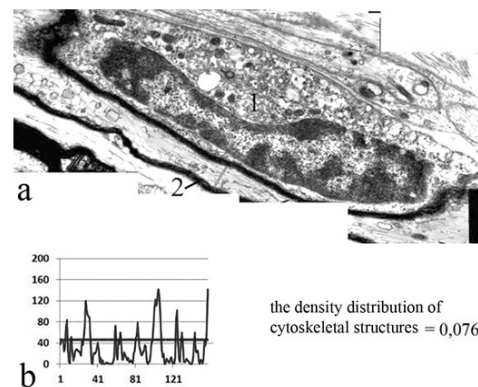 1
2
a
200
160
120
80
40
0
1 41 81 121
b
the density distribution of
cytoskeletal structures = 0,076